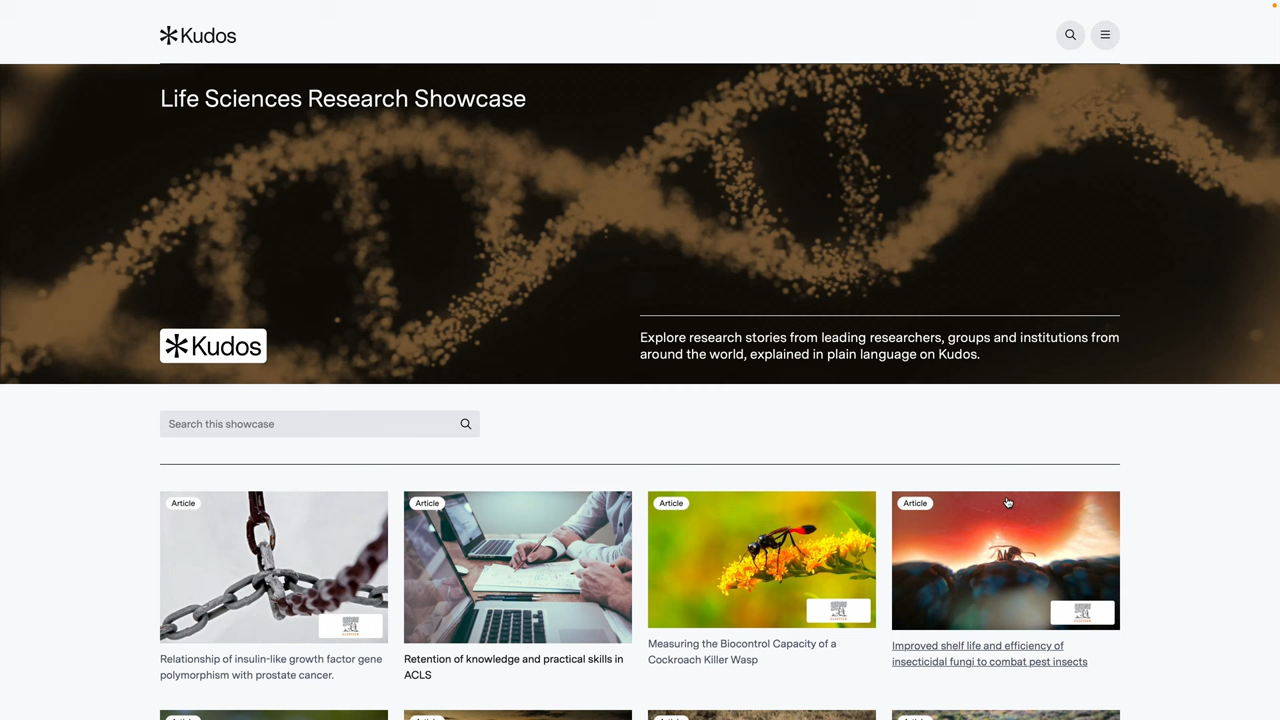 Kudos
Life Sciences Research Showcase
Kudos
Explore research stories from leading researchers, groups and institutions from
around the world, explained in plain language on Kudos.
Search this showcase
Article
Article
Article
Article
Relationship of insulin-like growth factor gene
polymorphism with prostate cancer.
Retention of knowledge and practical skills in
ACLS
Measuring the Biocontrol Capacity of a
Cockroach Killer Wasp
Improved shelf life and efficiency of
insecticidal fungi to combat pest insects